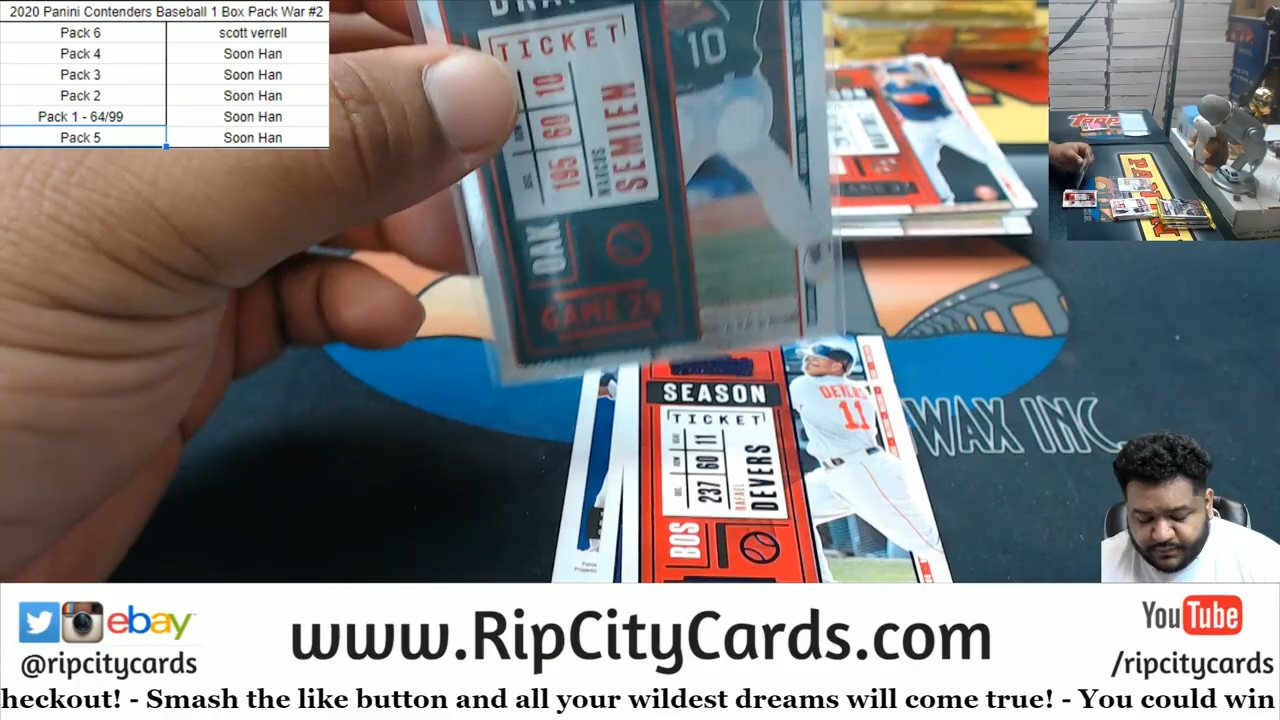 2020 Panini Contenders Baseball 1 Box Pack War #2
Pack 6 scott verrell
Pack 4 Soon Han
Pack 3 Soon Han
Pack 2 Soon Han
Pack 1 - 64/99 Soon Han
Pack 5 Soon Han
TICKET
10
195 60 10
MARCUS
SEMIEN
OAK
GAME 29
10
SEASON
TICKET
237 60 11
RAFAEL
DEVERS
BOS
DEVERS
11
WAX INC.
PANINI
ebay
@ripcitycards
www.RipCityCards.com
YouTube
/ripcitycards
heckout! - Smash the like button and all your wildest dreams will come true! - You could win